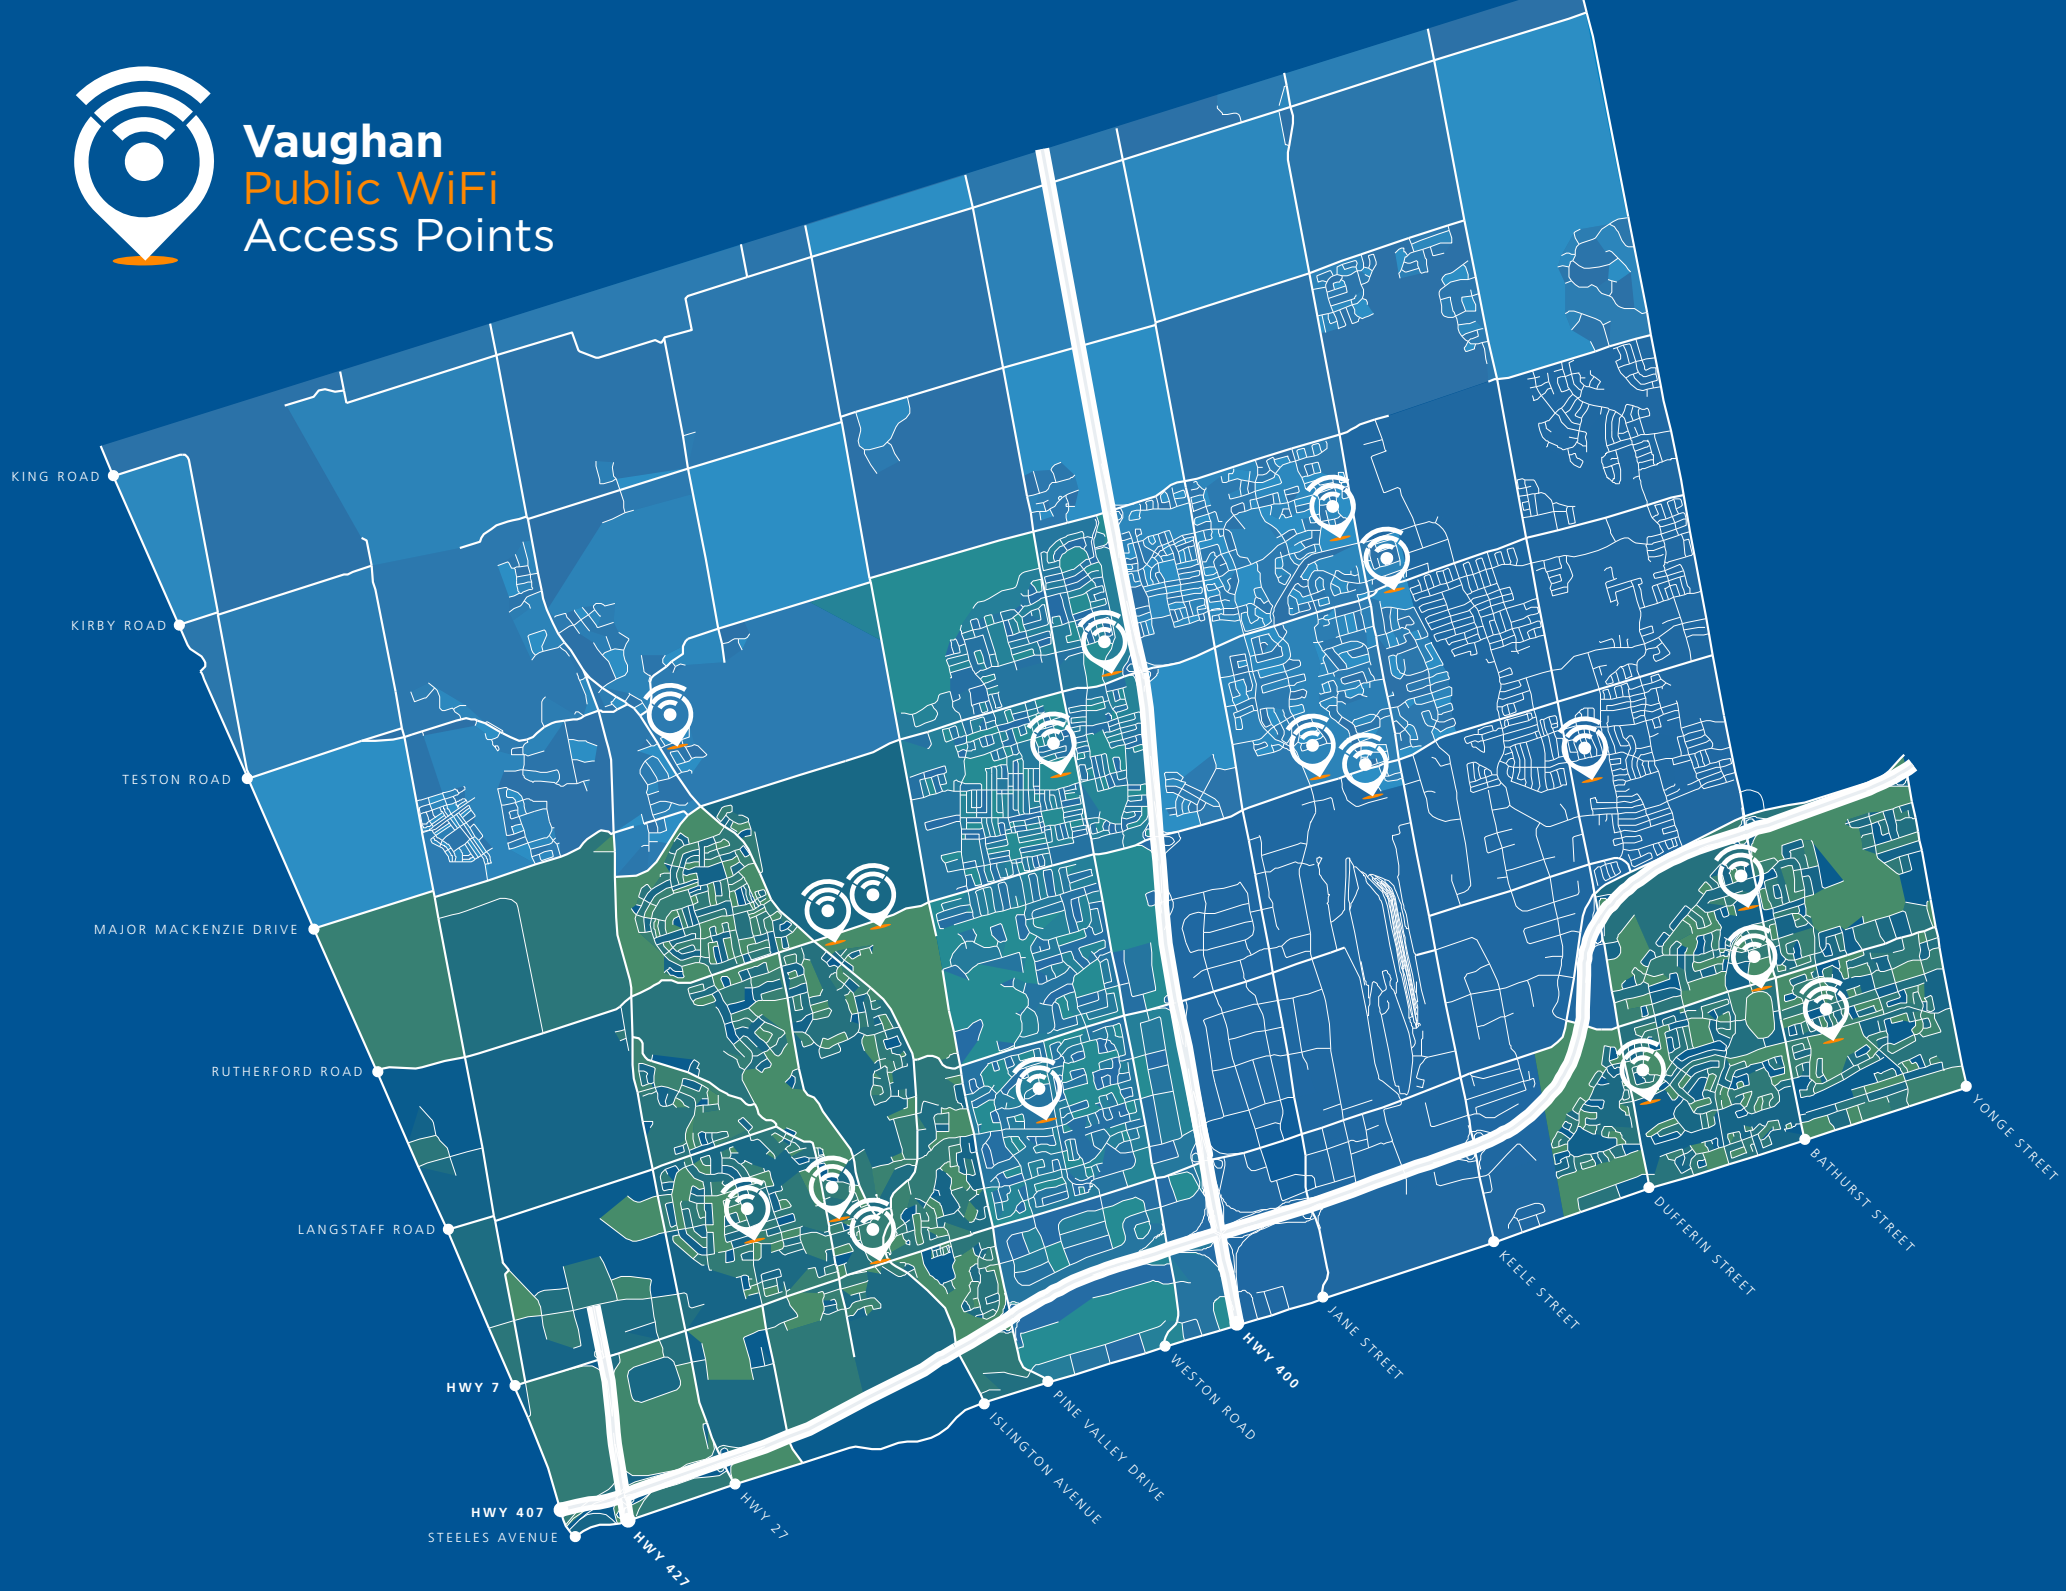 Vaughan
Public WiFi
Access Points
KING ROAD
KIRBY ROAD
TESTON ROAD
MAJOR MACKENZIE DRIVE
RUTHERFORD ROAD
LANGSTAFF ROAD
HWY 7
HWY 407
STEELES AVENUE
HWY 427
HWY 27
ISLINGTON AVENUE
PINE VALLEY DRIVE
WESTON ROAD
HWY 400
JANE STREET
KEELE STREET
DUFFERIN STREET
BATHURST STREET
YONGE STREET